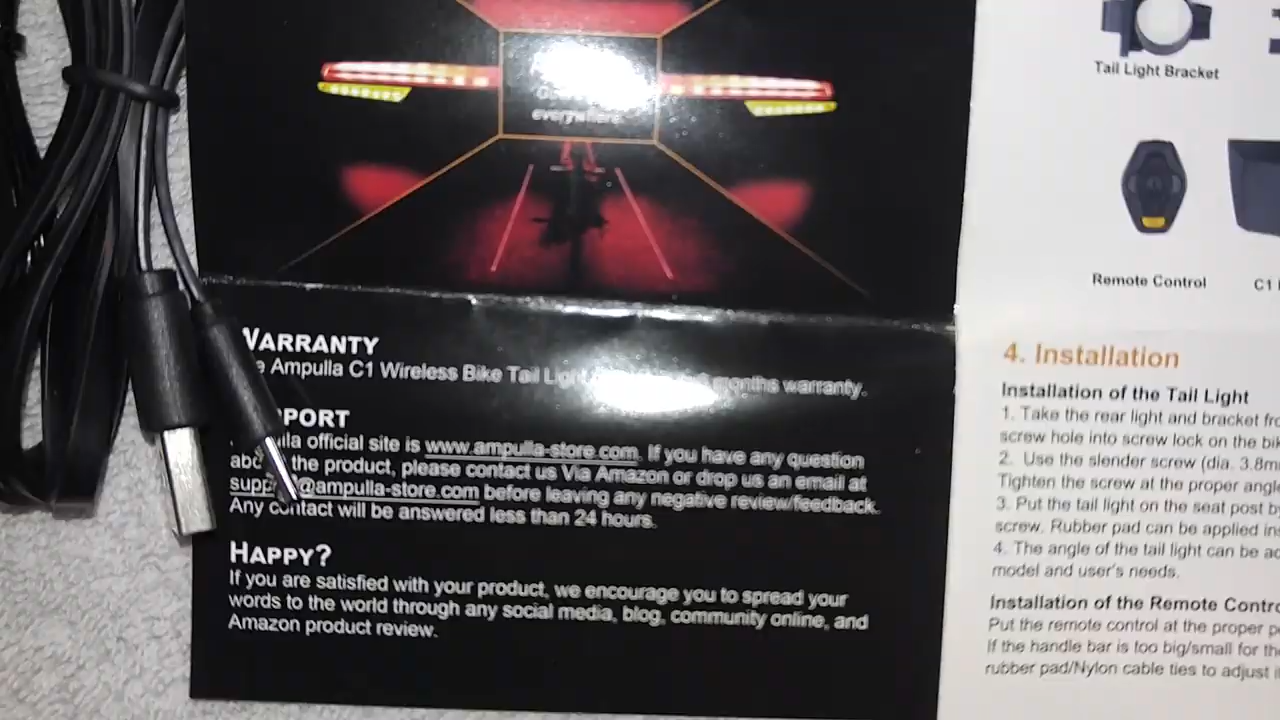 everywhere
WARRANTY
Ampulla C1 Wireless Bike Tail months warranty.
PORT
official site is www.ampulla-store.com. If you have any question
the product, please contact us Via Amazon or drop us an email at
@ampulla-store.com before leaving any negative review/feedback.
Any contact will be answered less than 24 hours.
HAPPY?
If you are satisfied with your product, we encourage you to spread your
words to the world through any social media, blog, community online, and
Amazon product review.
Tail Light Bracket
Remote Control
C1
4. Installation
Installation of the Tail Light
1. Take the rear light and bracket
screw hole into screw lock on the
2. Use the slender screw (dia. 3.8m
Tighten the screw at the proper
3. Put the tail light on the seat post
screw. Rubber pad can be applied
4. The angle of the tail light can be
model and user's needs.
Installation of the Remote
Put the remote control at the proper
If the handle bar is too big/small for
rubber pad/Nylon cable ties to adjust